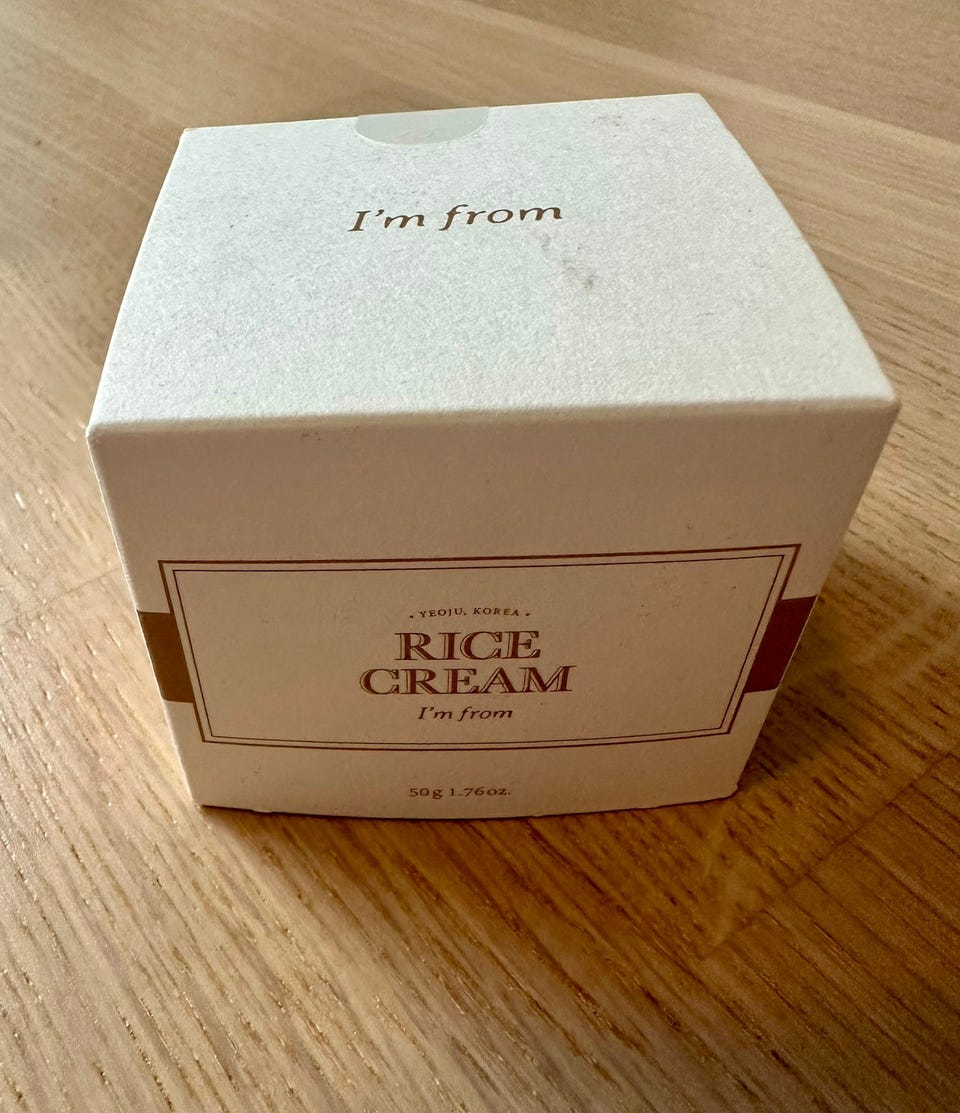 I'm from
. YEOJU, KOREA .
RICE
CREAM
I'm from
50g 1.76oz.